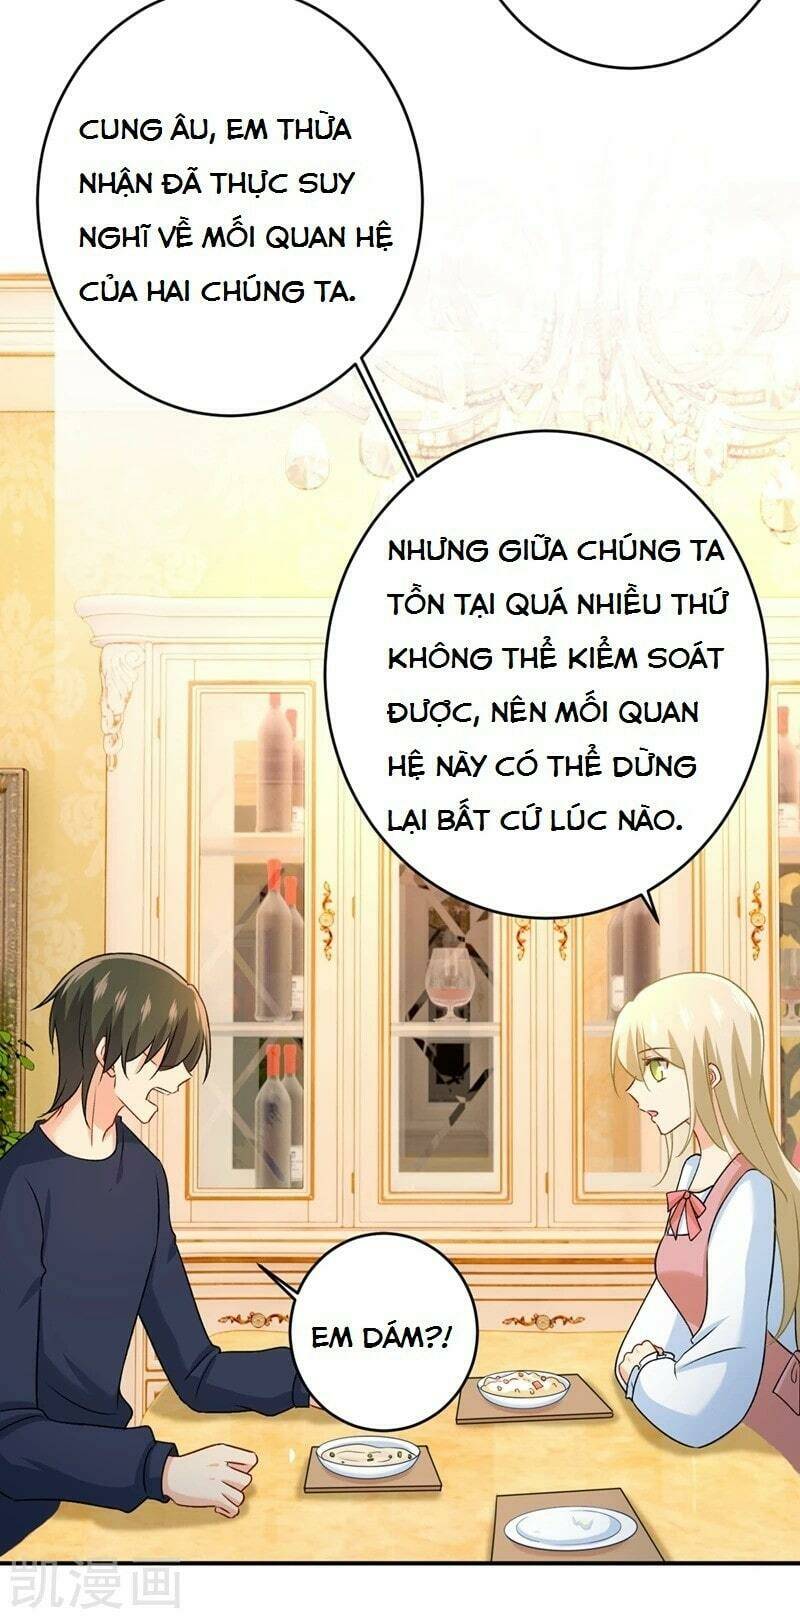 CUNG ÂU, EM THỪA
NHẬN ĐÃ THỰC SUY
NGHĨ VỀ MỐI QUAN HỆ
CỦA HAI CHÚNG TA.
NHƯNG GIỮA CHÚNG TA
TỒN TẠI QUÁ NHIỀU THỨ
KHÔNG THỂ KIỂM SOÁT
ĐƯỢC, NÊN MỐI QUAN
HỆ NÀY CÓ THỂ DỪNG
LẠI BẤT CỨ LÚC NÀO.
EM DÁM?!
凯漫画